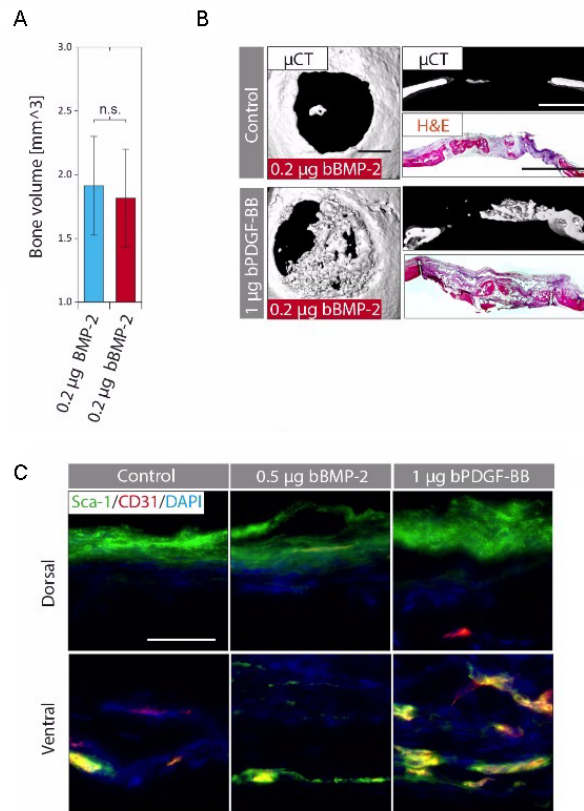 A
Bone volume [mm^3]
3.0
2.5
2.0
1.5
1.0
n.s.
0.2 µg BMP-2
0.2 µg bBMP-2
B
Control
µCT
0.2 µg bBMP-2
µCT
H&E
1 µg bPDGF-BB
0.2 µg bBMP-2
C
Control
0.5 µg bBMP-2
1 µg bPDGF-BB
Sca-1/CD31/DAPI
Dorsal
Ventral